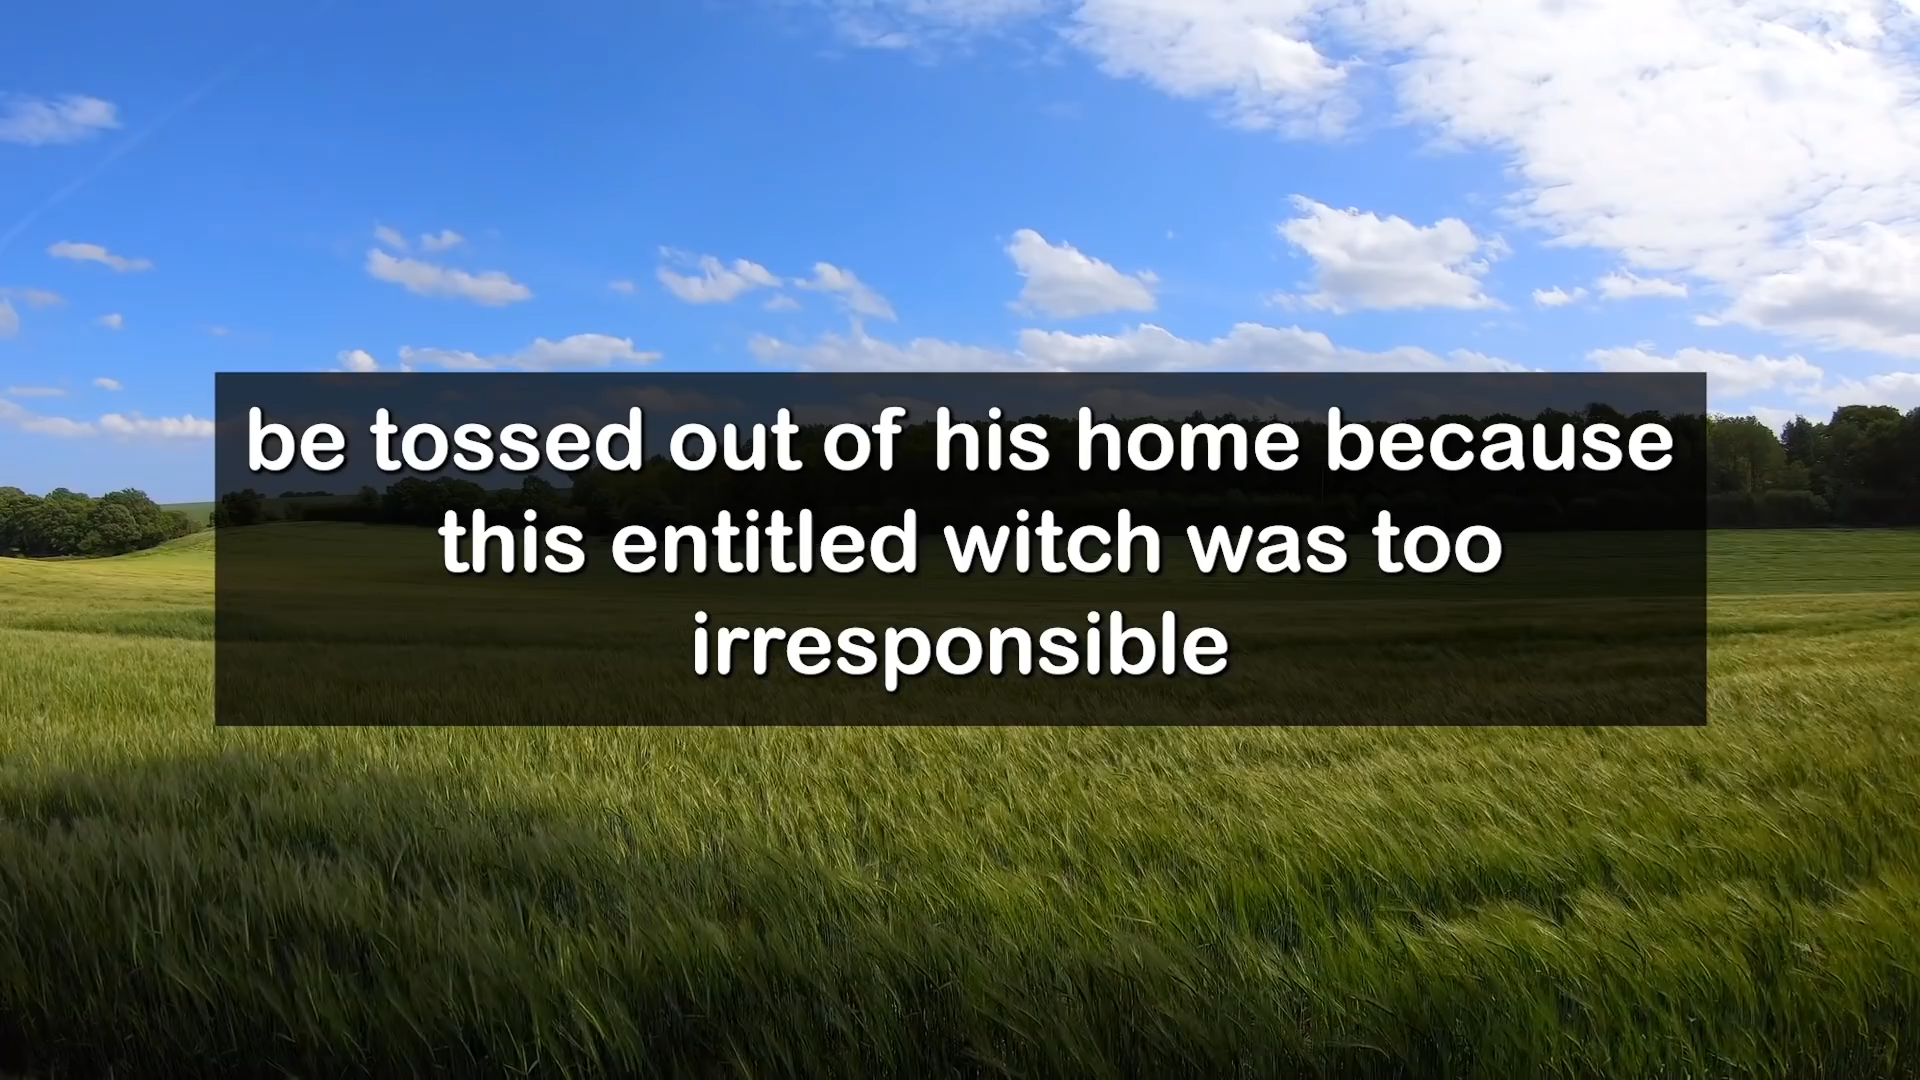 be tossed out of his home because
this entitled witch was too
irresponsible